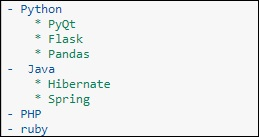 - Python
    * PyQt
    * Flask
    * Pandas
-  Java
    * Hibernate
    * Spring
- PHP
- ruby